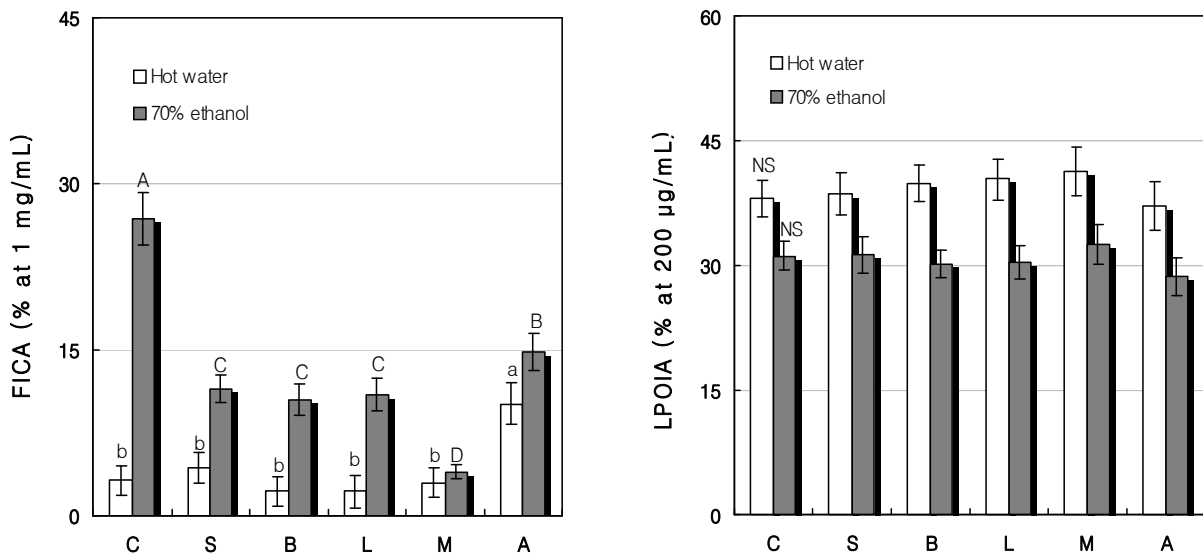 45
30
15
0
FICA (% at 1 mg/mL)
Hot water
70% ethanol
b A
b C
b C
b C
b D
a B
C S B L M A
60
45
30
15
0
LPOIA (% at 200 µg/mL)
Hot water
70% ethanol
NS
NS
C S B L M A